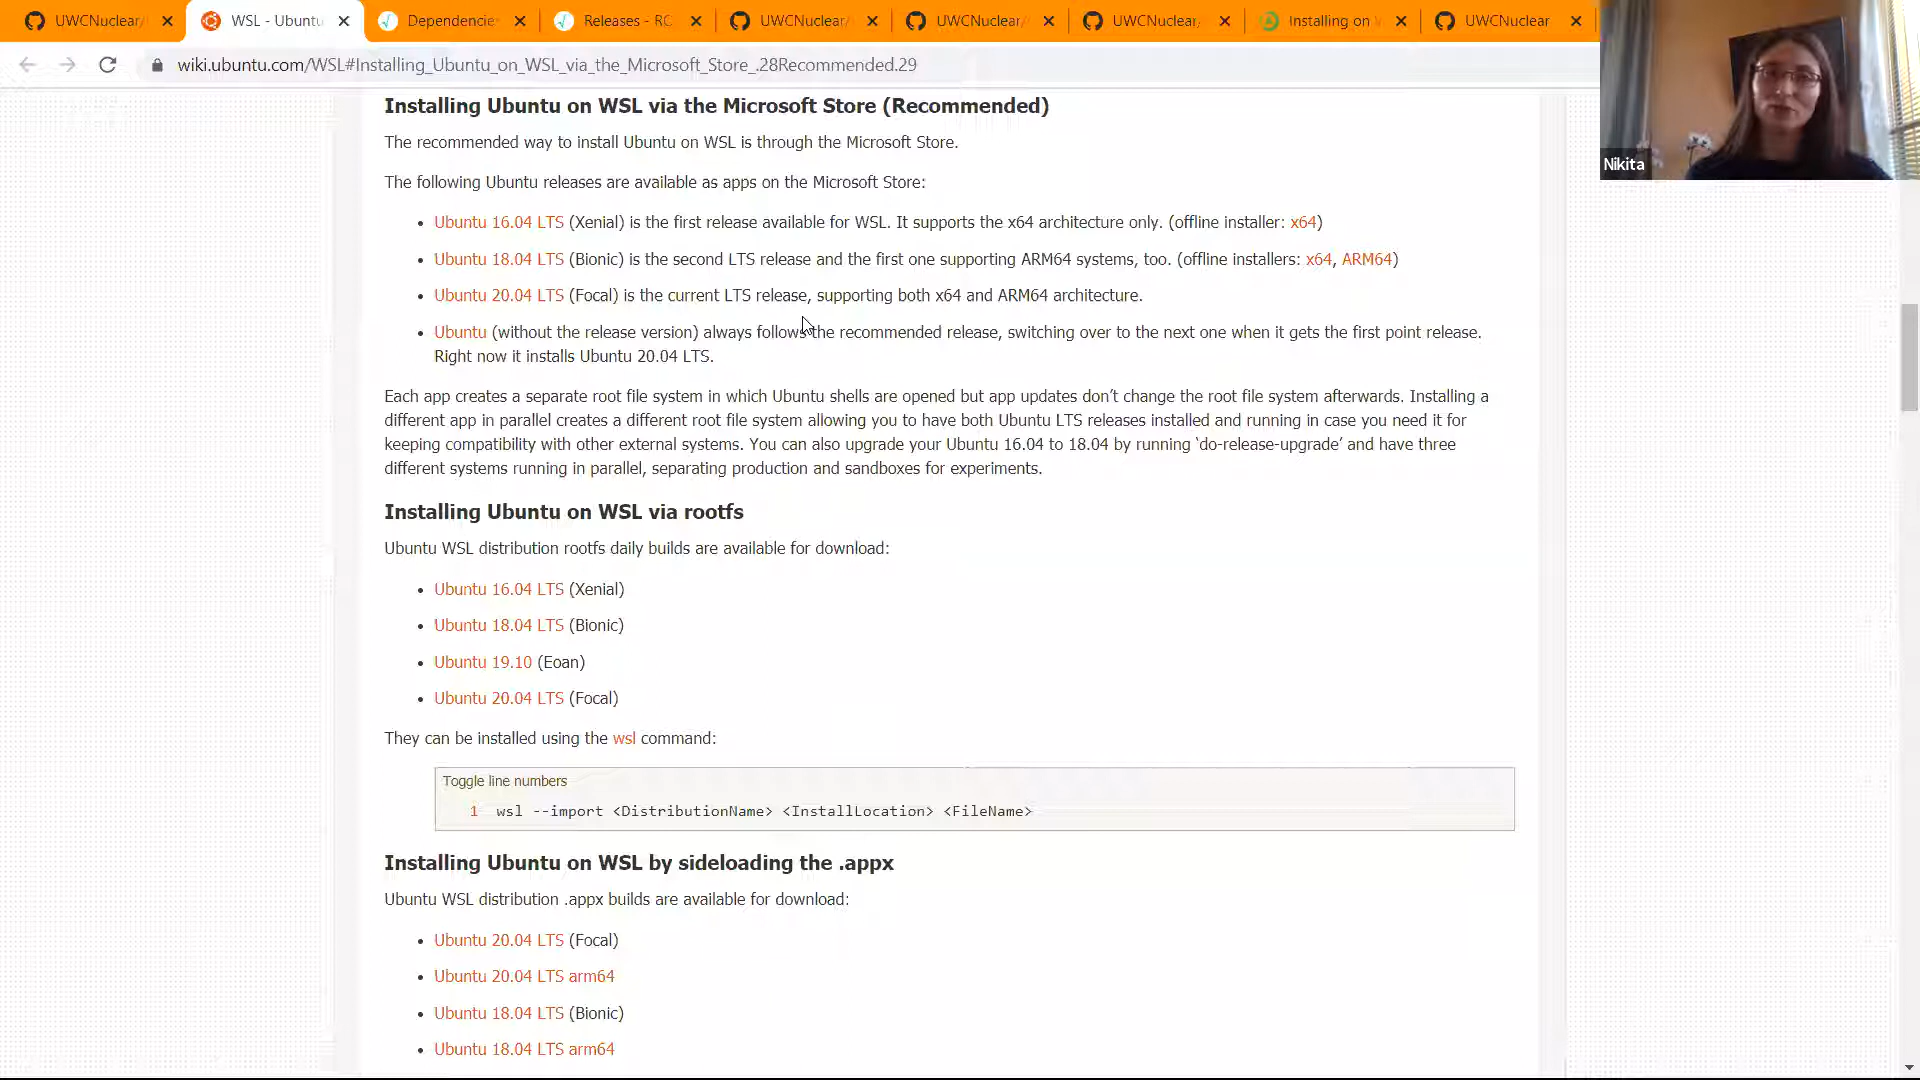 UWCNuclear/
WSL - Ubuntu
Dependencie
Releases - RO
UWCNuclear/
UWCNuclear/
UWCNuclear/
Installing on
UWCNuclear
wiki.ubuntu.com/WSL#Installing_Ubuntu_on_WSL_via_the_Microsoft_Store_.28Recommended.29
Nikita
Installing Ubuntu on WSL via the Microsoft Store (Recommended)
The recommended way to install Ubuntu on WSL is through the Microsoft Store.
The following Ubuntu releases are available as apps on the Microsoft Store:
• Ubuntu 16.04 LTS (Xenial) is the first release available for WSL. It supports the x64 architecture only. (offline installer: x64)
• Ubuntu 18.04 LTS (Bionic) is the second LTS release and the first one supporting ARM64 systems, too. (offline installers: x64, ARM64)
• Ubuntu 20.04 LTS (Focal) is the current LTS release, supporting both x64 and ARM64 architecture.
• Ubuntu (without the release version) always follows the recommended release, switching over to the next one when it gets the first point release.
Right now it installs Ubuntu 20.04 LTS.
Each app creates a separate root file system in which Ubuntu shells are opened but app updates don’t change the root file system afterwards. Installing a
different app in parallel creates a different root file system allowing you to have both Ubuntu LTS releases installed and running in case you need it for
keeping compatibility with other external systems. You can also upgrade your Ubuntu 16.04 to 18.04 by running ‘do-release-upgrade’ and have three
different systems running in parallel, separating production and sandboxes for experiments.
Installing Ubuntu on WSL via rootfs
Ubuntu WSL distribution rootfs daily builds are available for download:
• Ubuntu 16.04 LTS (Xenial)
• Ubuntu 18.04 LTS (Bionic)
• Ubuntu 19.10 (Eoan)
• Ubuntu 20.04 LTS (Focal)
They can be installed using the wsl command:
Toggle line numbers
1 wsl --import <DistributionName> <InstallLocation> <FileName>
Installing Ubuntu on WSL by sideloading the .appx
Ubuntu WSL distribution .appx builds are available for download:
• Ubuntu 20.04 LTS (Focal)
• Ubuntu 20.04 LTS arm64
• Ubuntu 18.04 LTS (Bionic)
• Ubuntu 18.04 LTS arm64